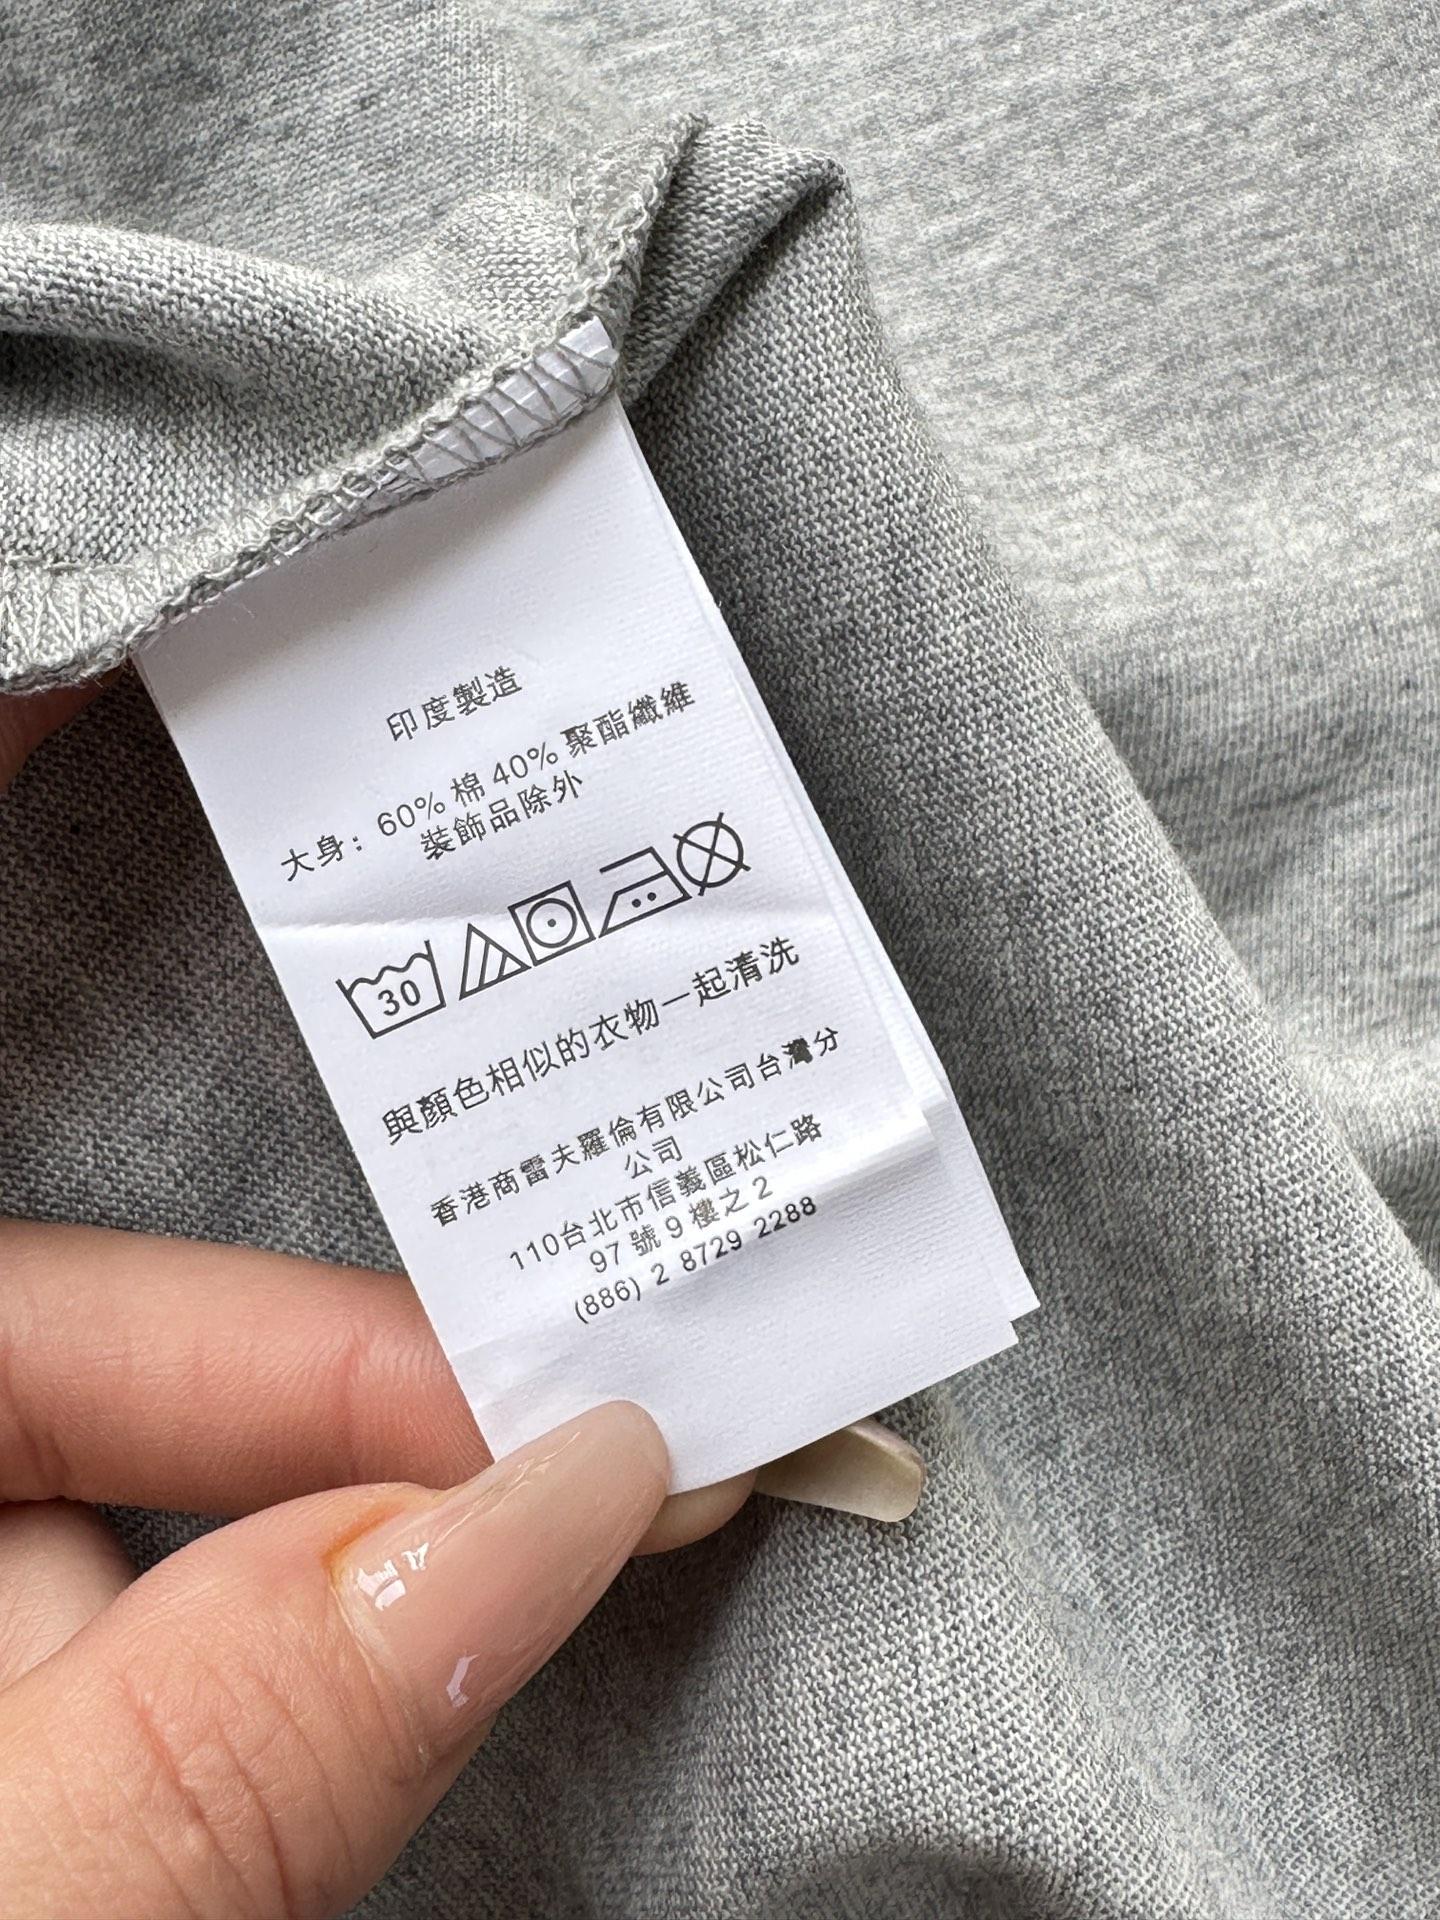 印度製造
大身: 60% 棉 40% 聚酯纖維
裝飾品除外
30
與顏色相似的衣物一起清洗
香港商雷夫羅倫有限公司台灣分
公司
110台北市信義區松仁路
97 號 9 樓之 2
(886) 2 8729 2288